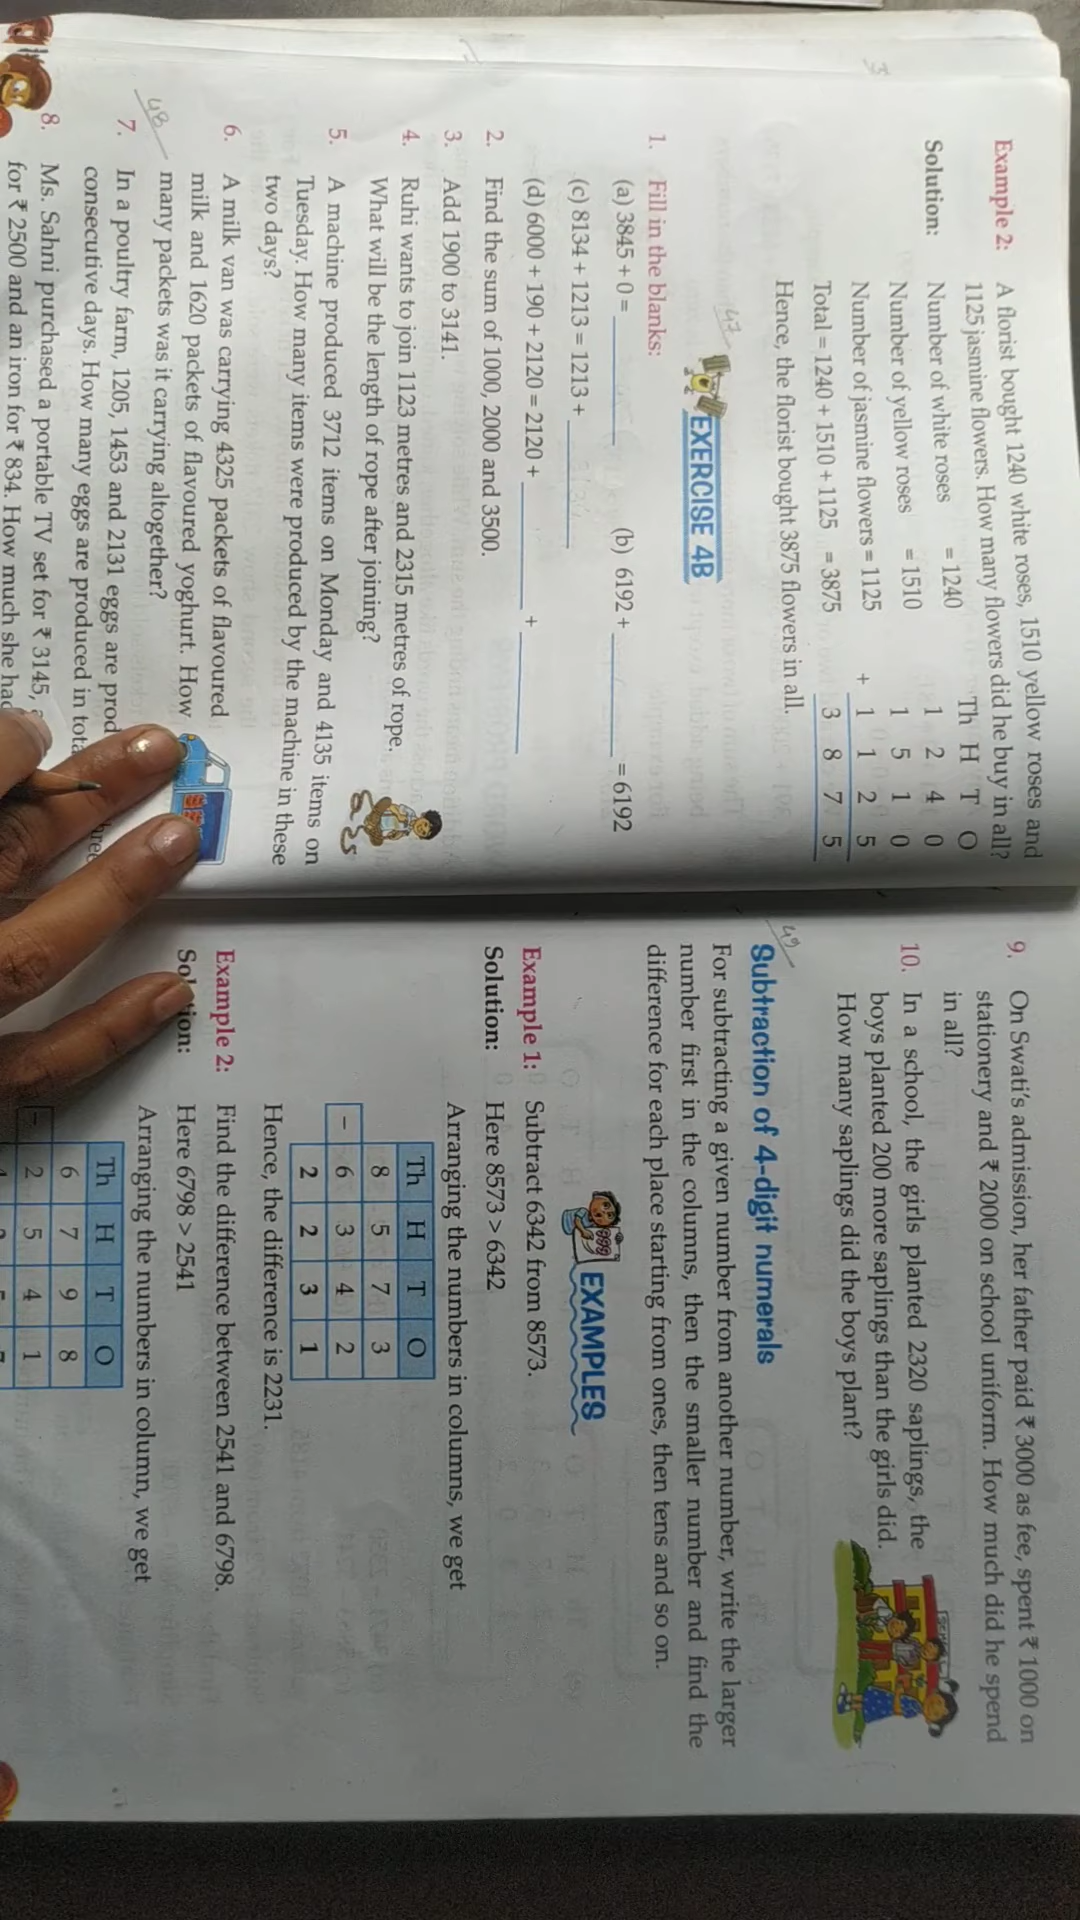 Example 2: A florist bought 1240 white roses, 1510 yellow roses and
1125 jasmine flowers. How many flowers did he buy in all?
Th H T O
Solution: Number of white roses = 1240 1 2 4 0
Number of yellow roses = 1510 1 5 1 0
Number of jasmine flowers = 1125 + 1 1 2 5
Total = 1240 + 1510 + 1125 = 3875 3 8 7 5
Hence, the florist bought 3875 flowers in all.
47
EXERCISE 4B
1. Fill in the blanks:
(a) 3845 + 0 = ________ (b) 6192 + ________ = 6192
(c) 8134 + 1213 = 1213 + ________
(d) 6000 + 190 + 2120 = 2120 + ________ + ________
2. Find the sum of 1000, 2000 and 3500.
3. Add 1900 to 3141.
4. Ruhi wants to join 1123 metres and 2315 metres of rope.
What will be the length of rope after joining?
5. A machine produced 3712 items on Monday and 4135 items on
Tuesday. How many items were produced by the machine in these
two days?
6. A milk van was carrying 4325 packets of flavoured
milk and 1620 packets of flavoured yoghurt. How
many packets was it carrying altogether?
48
7. In a poultry farm, 1205, 1453 and 2131 eggs are
consecutive days. How many eggs are produced in
8. Ms. Sahni purchased a portable TV set for ₹ 3145,
for ₹ 2500 and an iron for ₹ 834. How much she
9. On Swati's admission, her father paid ₹ 3000 as fee, spent ₹ 1000 on
stationery and ₹ 2000 on school uniform. How much did he spend
in all?
10. In a school, the girls planted 2320 saplings, the
boys planted 200 more saplings than the girls did.
How many saplings did the boys plant?
49
Subtraction of 4-digit numerals
For subtracting a given number from another number, write the larger
number first in the columns, then the smaller number and find the
difference for each place starting from ones, then tens and so on.
EXAMPLES
Example 1: Subtract 6342 from 8573.
Solution: Here 8573 > 6342
Arranging the numbers in columns, we get
Th H T O
8 5 7 3
– 6 3 4 2
2 2 3 1
Hence, the difference is 2231.
Example 2: Find the difference between 2541 and 6798.
Solution: Here 6798 > 2541
Arranging the numbers in column, we get
Th H T O
6 7 9 8
– 2 5 4 1